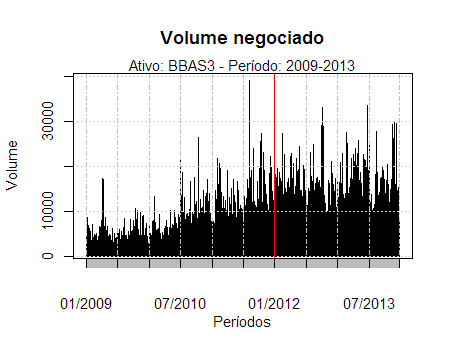 Volume negociado
Ativo: BBAS3 - Período: 2009-2013
Volume
30000
10000
0
01/2009 07/2010 01/2012 07/2013
Períodos